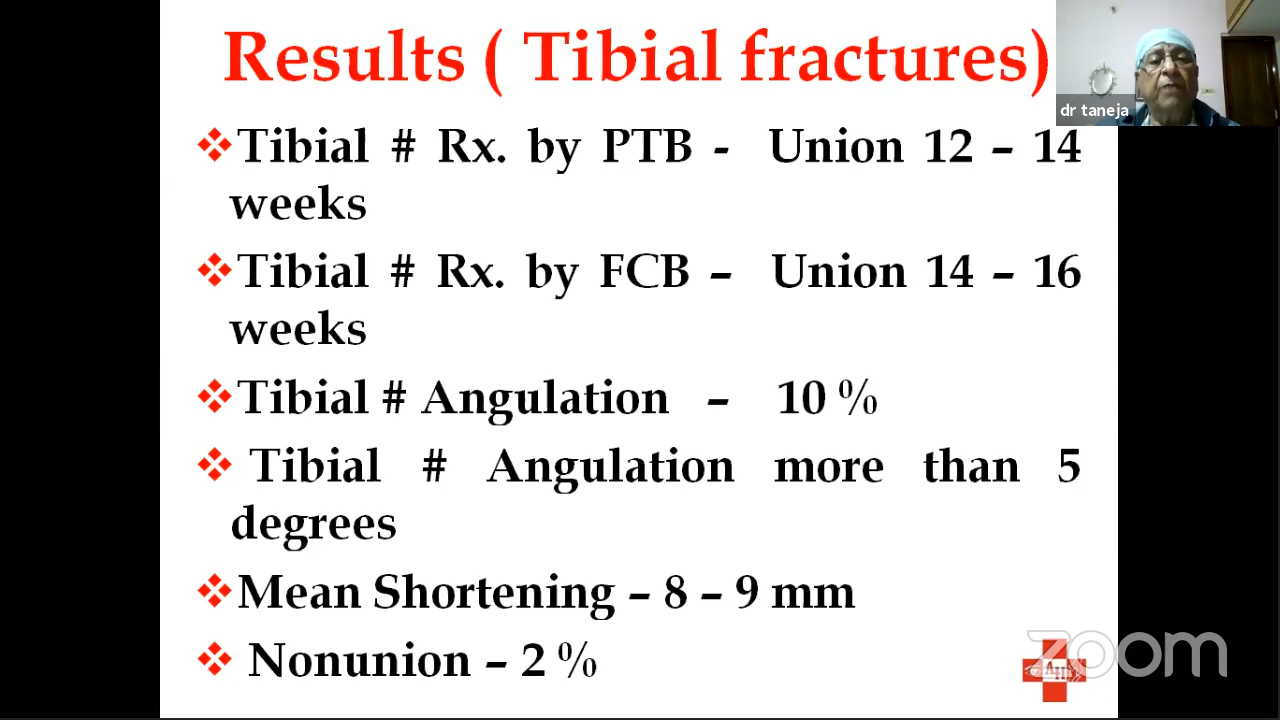 Results ( Tibial fractures)
dr taneja
❖Tibial # Rx. by PTB - Union 12 – 14
weeks
❖Tibial # Rx. by FCB – Union 14 – 16
weeks
❖Tibial # Angulation – 10 %
❖ Tibial # Angulation more than 5
degrees
❖Mean Shortening – 8 – 9 mm
❖ Nonunion – 2 %
zoom